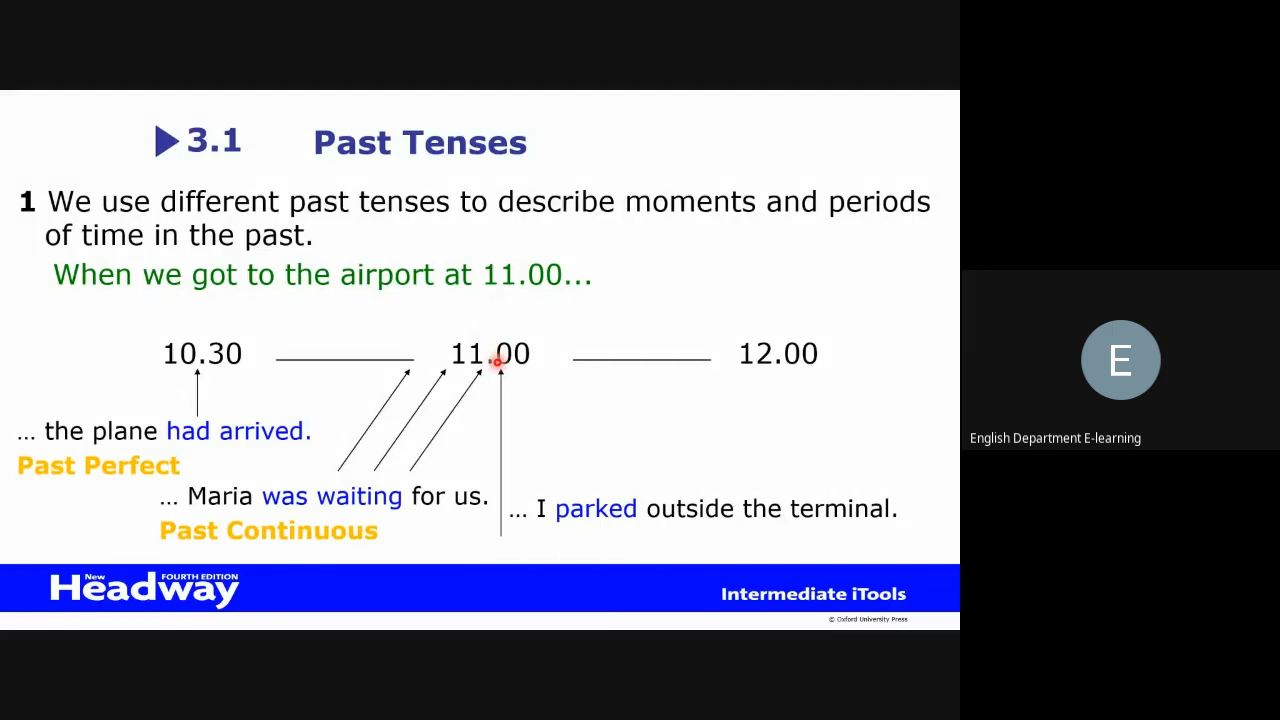 3.1 Past Tenses
1 We use different past tenses to describe moments and periods
of time in the past.
When we got to the airport at 11.00...
10.30 11.00 12.00
... the plane had arrived.
Past Perfect
... Maria was waiting for us.
Past Continuous
... I parked outside the terminal.
New Headway FOURTH EDITION
Intermediate iTools
© Oxford University Press
E
English Department E-learning